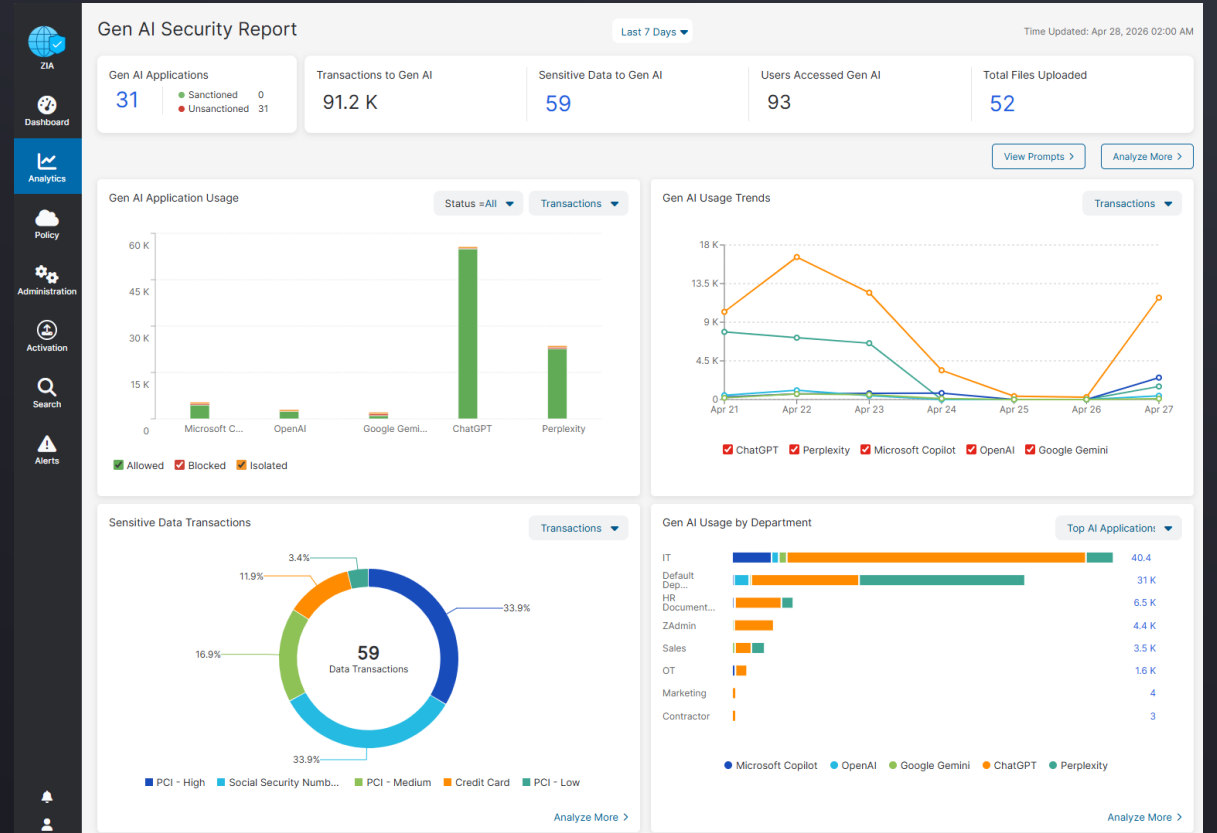 Gen AI Security Report
Last 7 Days
Time Updated: Apr 28, 2026 02:00 AM
ZIA
Dashboard
Analytics
Policy
Administration
Activation
Search
Alerts
Gen AI Applications
31
Sanctioned 0
Unsanctioned 31
Transactions to Gen AI
91.2 K
Sensitive Data to Gen AI
59
Users Accessed Gen AI
93
Total Files Uploaded
52
View Prompts
Analyze More
Gen AI Application Usage
Status =All
Transactions
60 K
45 K
30 K
15 K
0
Microsoft C...
OpenAI
Google Gemi...
ChatGPT
Perplexity
Allowed
Blocked
Isolated
Gen AI Usage Trends
Transactions
18 K
13.5 K
9 K
4.5 K
0
Apr 21
Apr 22
Apr 23
Apr 24
Apr 25
Apr 26
Apr 27
ChatGPT
Perplexity
Microsoft Copilot
OpenAI
Google Gemini
Sensitive Data Transactions
Transactions
3.4%
11.9%
33.9%
16.9%
33.9%
59
Data Transactions
PCI - High
Social Security Numb...
PCI - Medium
Credit Card
PCI - Low
Analyze More
Gen AI Usage by Department
Top AI Applications
IT 40.4
Default
Dep... 31 K
HR
Document... 6.5 K
ZAdmin 4.4 K
Sales 3.5 K
OT 1.6 K
Marketing 4
Contractor 3
Microsoft Copilot
OpenAI
Google Gemini
ChatGPT
Perplexity
Analyze More